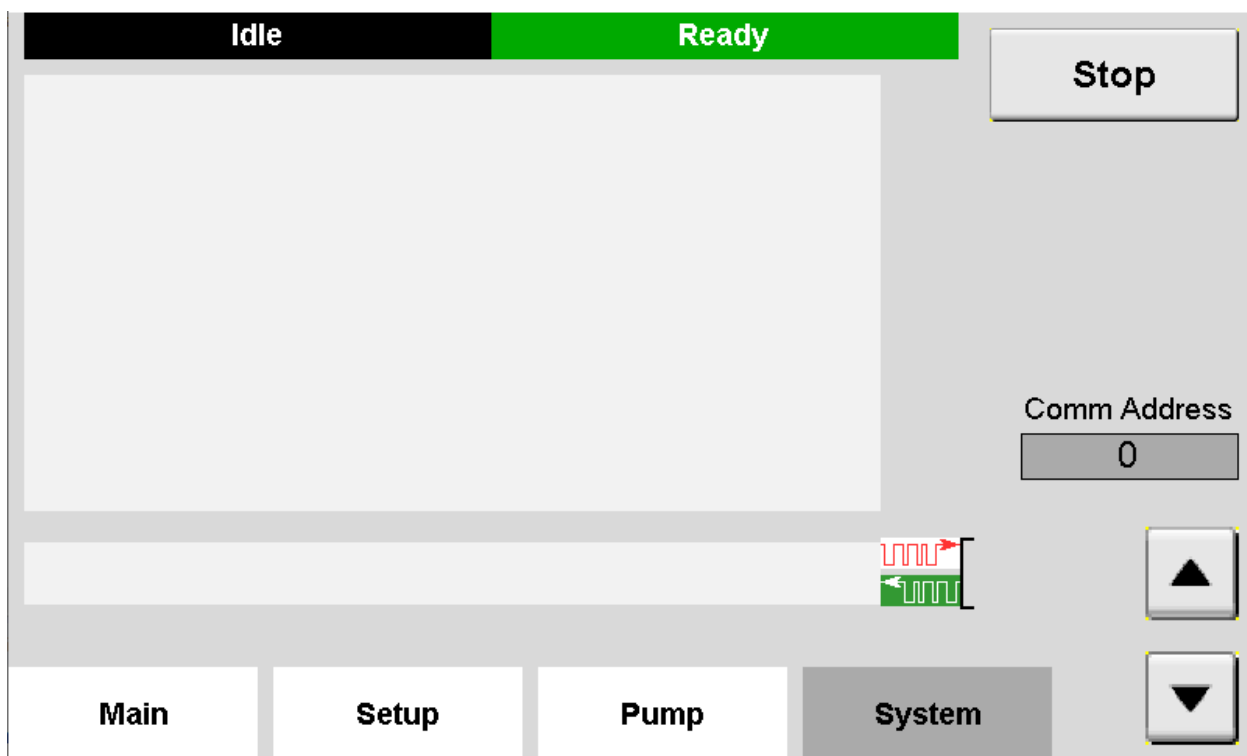 Idle
Ready
Stop
Comm Address
0
Main
Setup
Pump
System